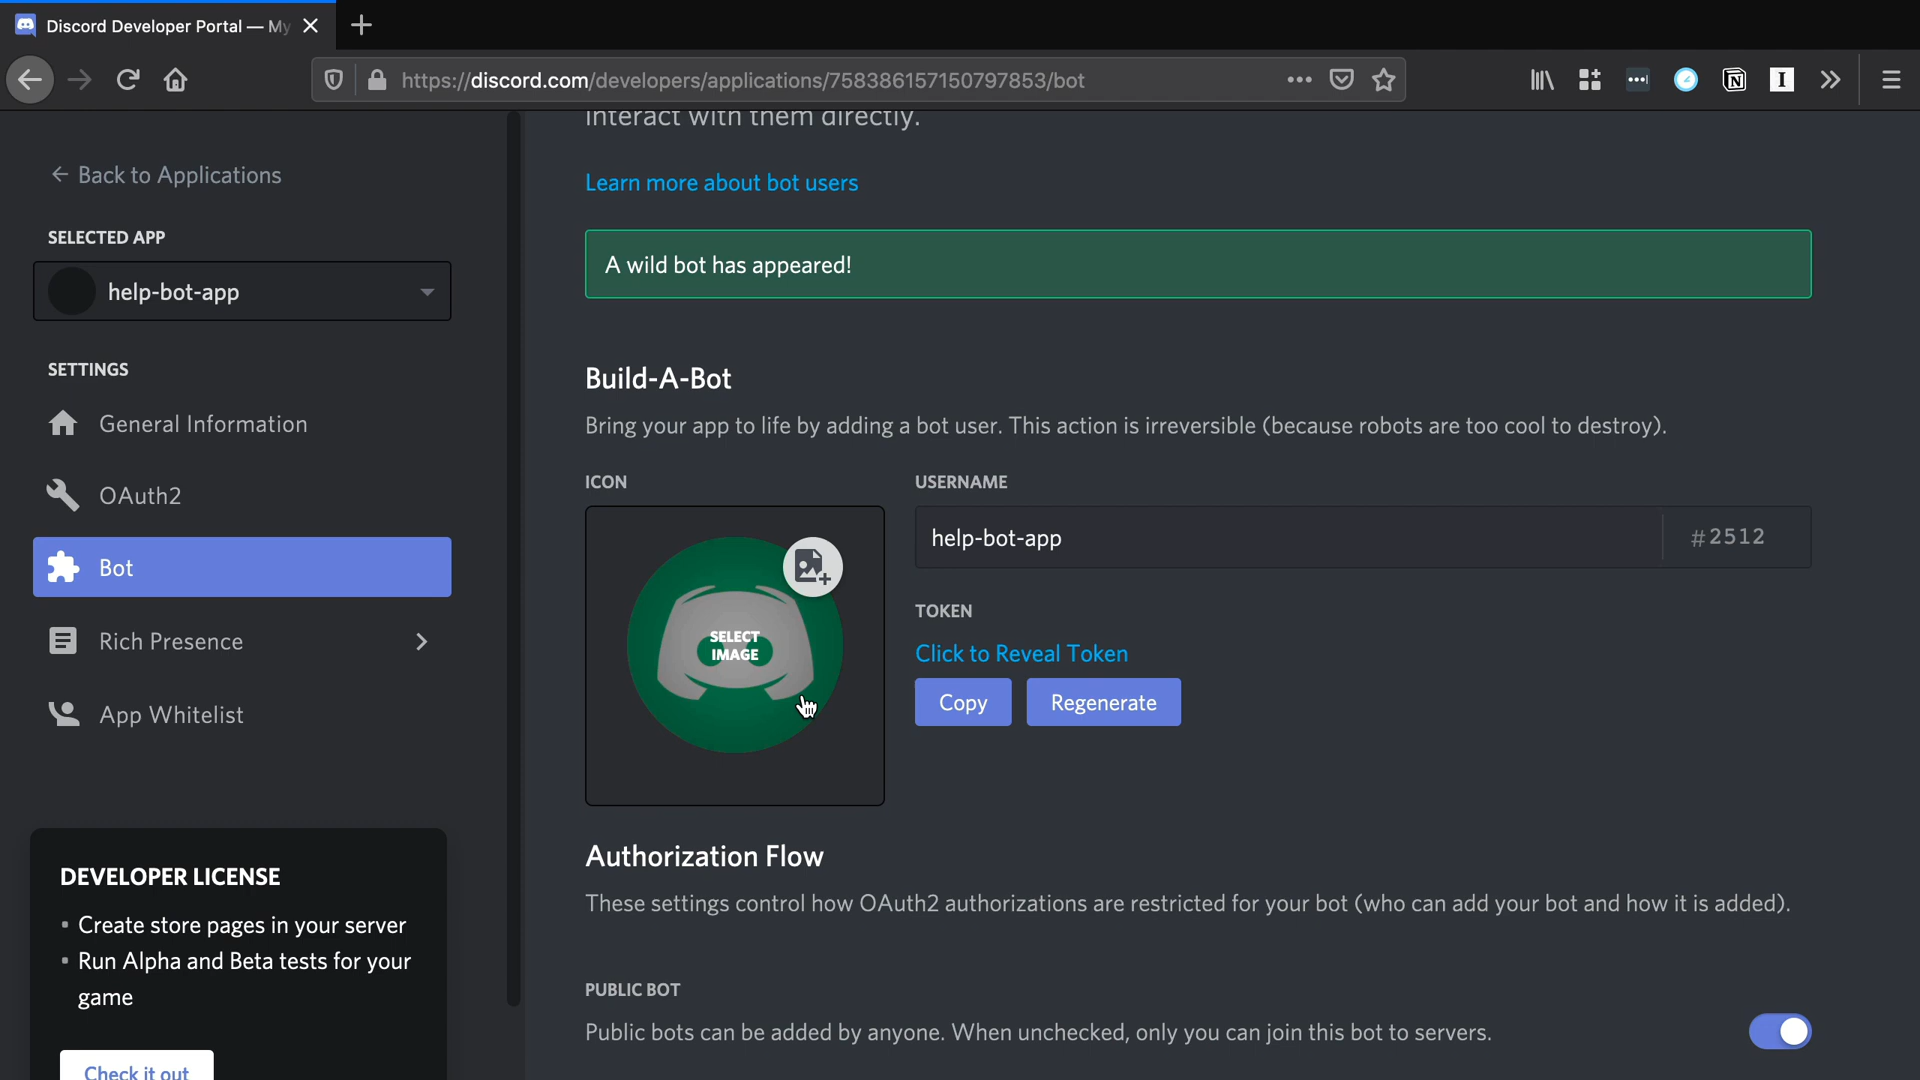 Discord Developer Portal — My
https://discord.com/developers/applications/758386157150797853/bot
interact with them directly.
← Back to Applications
Learn more about bot users
SELECTED APP
help-bot-app
A wild bot has appeared!
SETTINGS
General Information
OAuth2
Bot
Rich Presence
App Whitelist
Build-A-Bot
Bring your app to life by adding a bot user. This action is irreversible (because robots are too cool to destroy).
ICON
SELECT
IMAGE
USERNAME
help-bot-app
#2512
TOKEN
Click to Reveal Token
Copy
Regenerate
DEVELOPER LICENSE
• Create store pages in your server
• Run Alpha and Beta tests for your
game
Check it out
Authorization Flow
These settings control how OAuth2 authorizations are restricted for your bot (who can add your bot and how it is added).
PUBLIC BOT
Public bots can be added by anyone. When unchecked, only you can join this bot to servers.